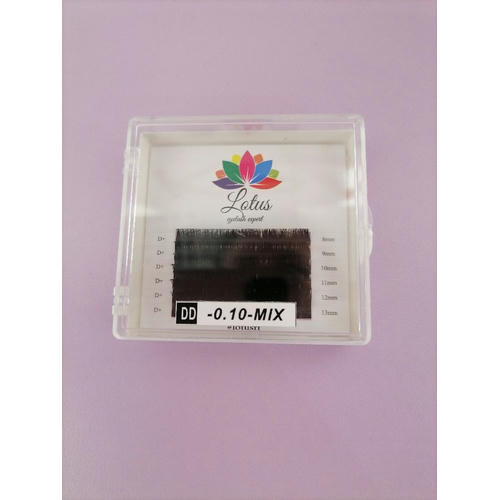 Lotus
eyelash expert
D+ 8mm
D+ 9mm
D+ 10mm
D+ 11mm
D+ 12mm
D+ 13mm
DD -0.10-MIX